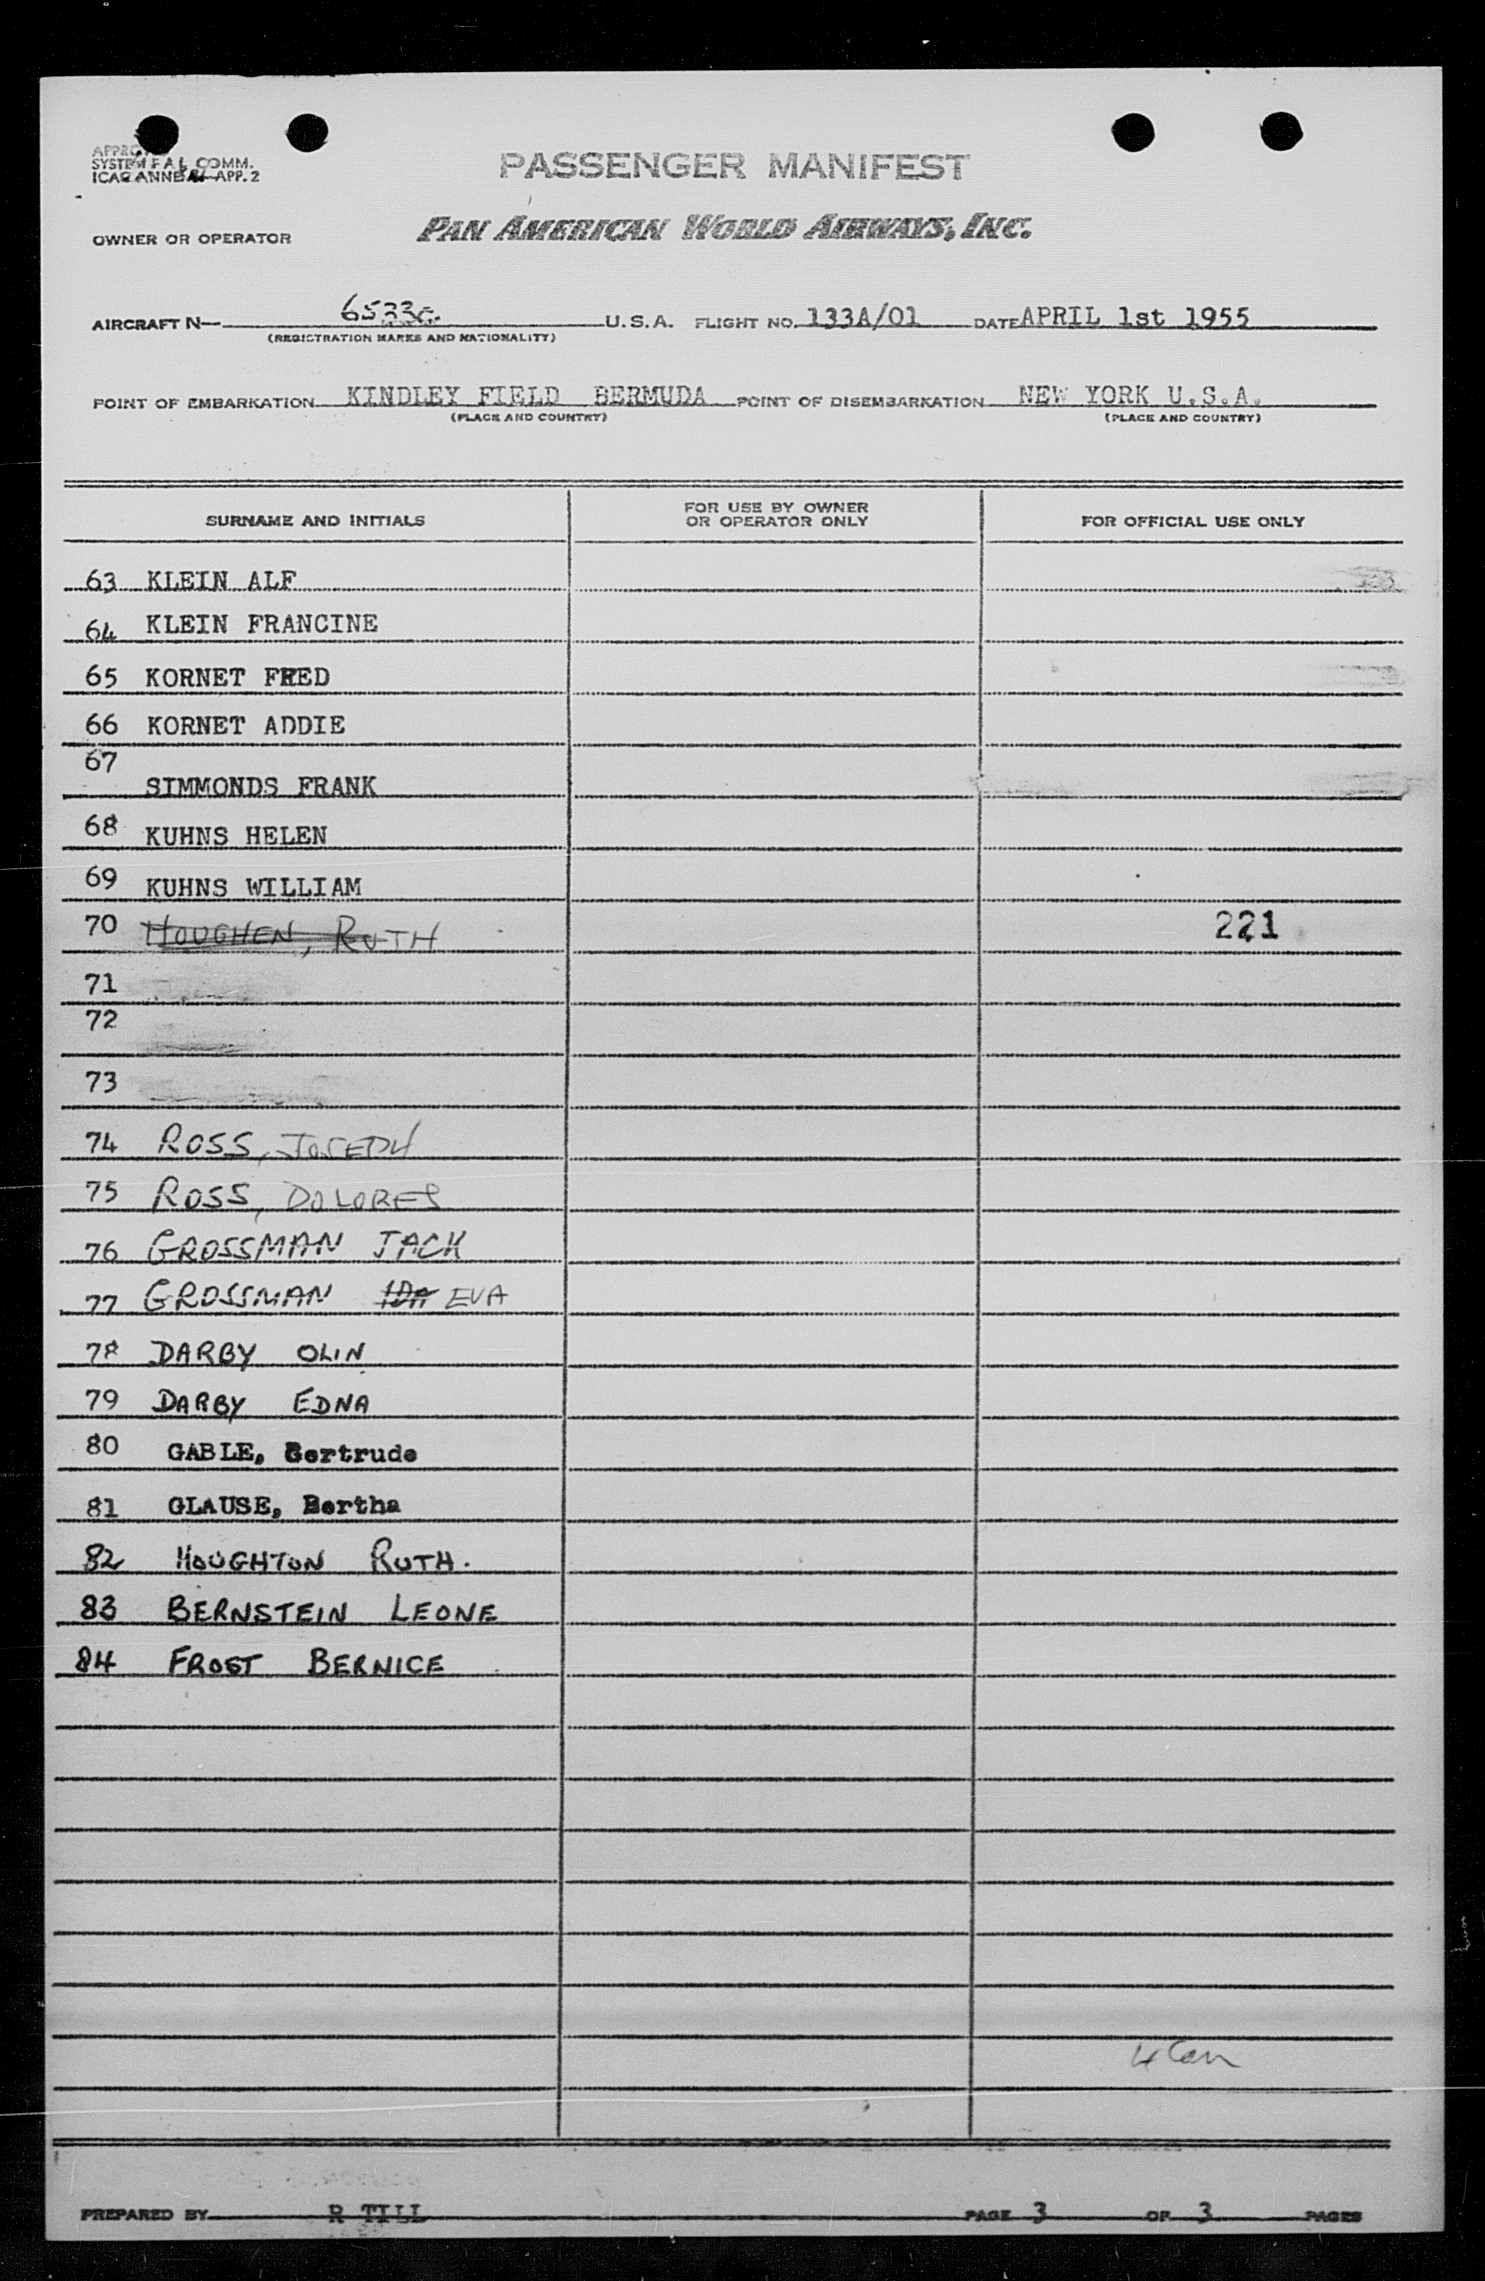 SYSTEM F A L COMM.
ICAO ANNEX APP. 2
PASSENGER MANIFEST
OWNER OR OPERATOR PAN AMERICAN WORLD AIRWAYS, INC.
AIRCRAFT N— U.S.A. FLIGHT NO. 133A/01 DATE APRIL 1st 1955
(REGISTRATION MARKS AND NATIONALITY)
POINT OF EMBARKATION KINDLEY FIELD BERMUDA POINT OF DISEMBARKATION NEW YORK U.S.A.
(PLACE AND COUNTRY) (PLACE AND COUNTRY)
SURNAME AND INITIALS FOR USE BY OWNER OR OPERATOR ONLY FOR OFFICIAL USE ONLY
63 KLEIN ALF
64 KLEIN FRANCINE
65 KORNET FRED
66 KORNET ADDIE
67 SIMMONDS FRANK
68 KUHNS HELEN
69 KUHNS WILLIAM
70 HOUGHEN, RUTH 221
71
72
73
74 ROSS, JOSEPH
75 ROSS, DOLORES
76 GROSSMAN JACK
77 GROSSMAN IDA EVA
78 DARBY OLIN
79 DARBY EDNA
80 GABLE, Gertrude
81 GLAUSE, Bertha
82 HOUGHTON RUTH.
83 BERNSTEIN LEONE
84 FROST BERNICE
PREPARED BY R TILL PAGE 3 OF 3 PAGES